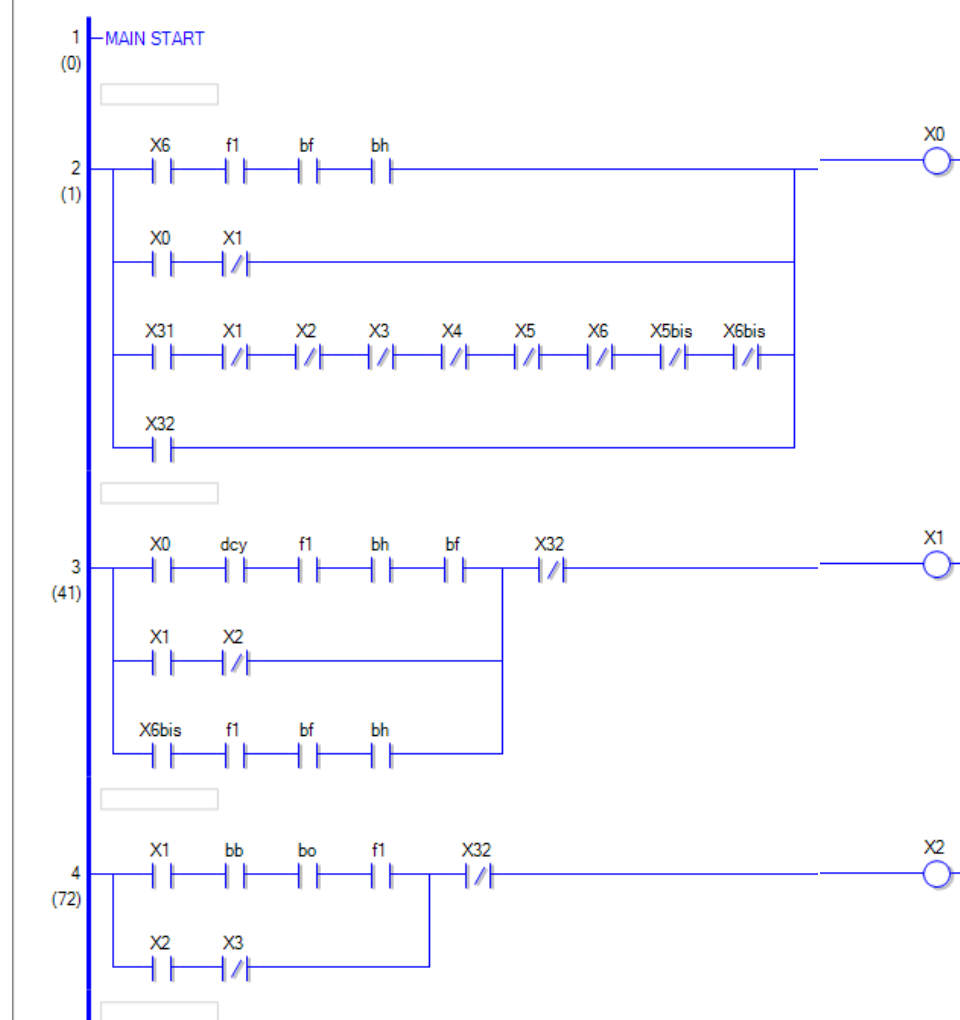 1 MAIN START
(0)
X0
X6 f1 bf bh
2
(1)
X0 X1
X31 X1 X2 X3 X4 X5 X6 X5bis X6bis
X32
X1
X0 dcy f1 bh bf X32
3
(41)
X1 X2
X6bis f1 bf bh
X2
X1 bb bo f1 X32
4
(72)
X2 X3